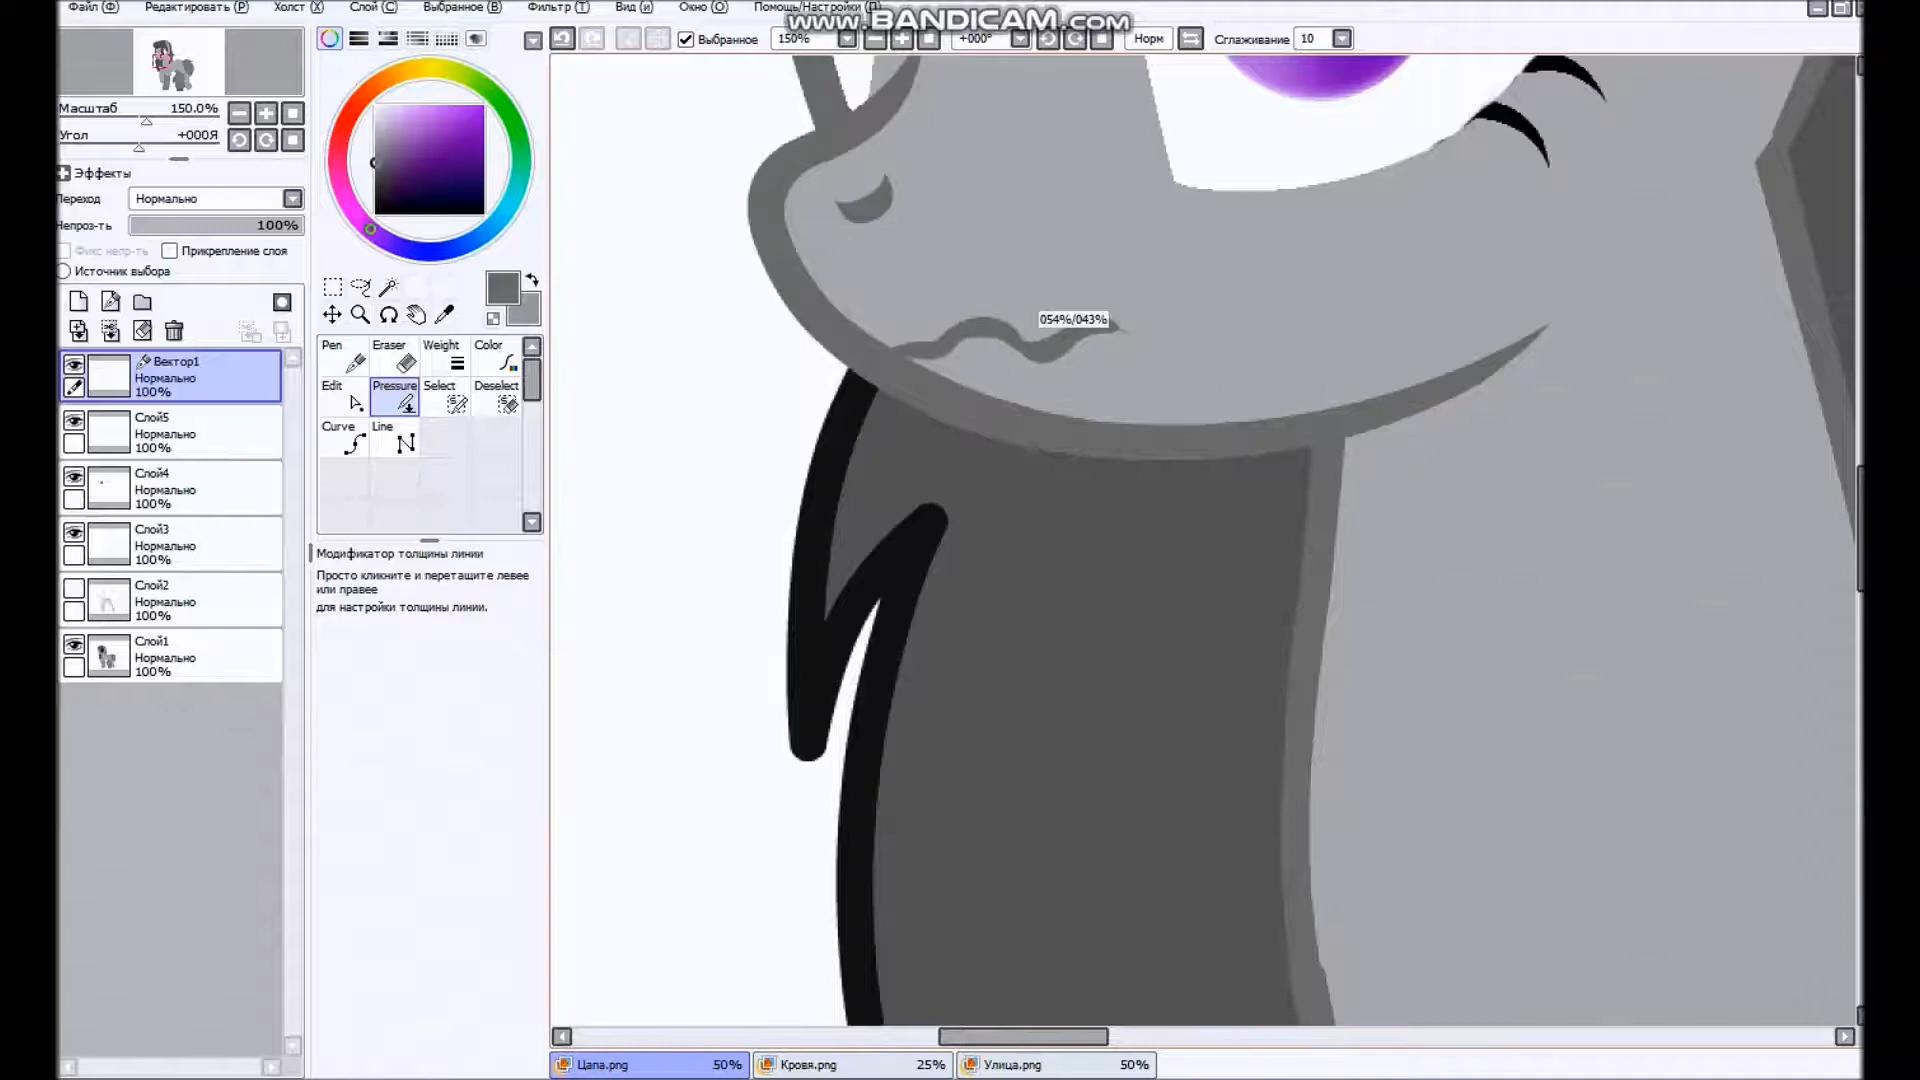 Файл (Ф) Редактировать (Р) Холст (Х) Слой (С) Выбранное (В) Фильтр (Т) Вид (и) Окно (О) Помощь/Настройки (П)
www.BANDICAM.com
Выбранное 150% +000° Норм Сглаживание 10
Масштаб 150.0%
Угол +000Я
Эффекты
Переход Нормально
Непроз-ть 100%
Фикс непр-ть Прикрепление слоя
Источник выбора
Вектор1
Нормально
100%
Слой5
Нормально
100%
Слой4
Нормально
100%
Слой3
Нормально
100%
Слой2
Нормально
100%
Слой1
Нормально
100%
Pen Eraser Weight Color
Edit Pressure Select Deselect
Curve Line
Модификатор толщины линии
Просто кликните и перетащите левее
или правее
для настройки толщины линии.
054%/043%
Цапа.png 50% Кровя.png 25% Улица.png 50%